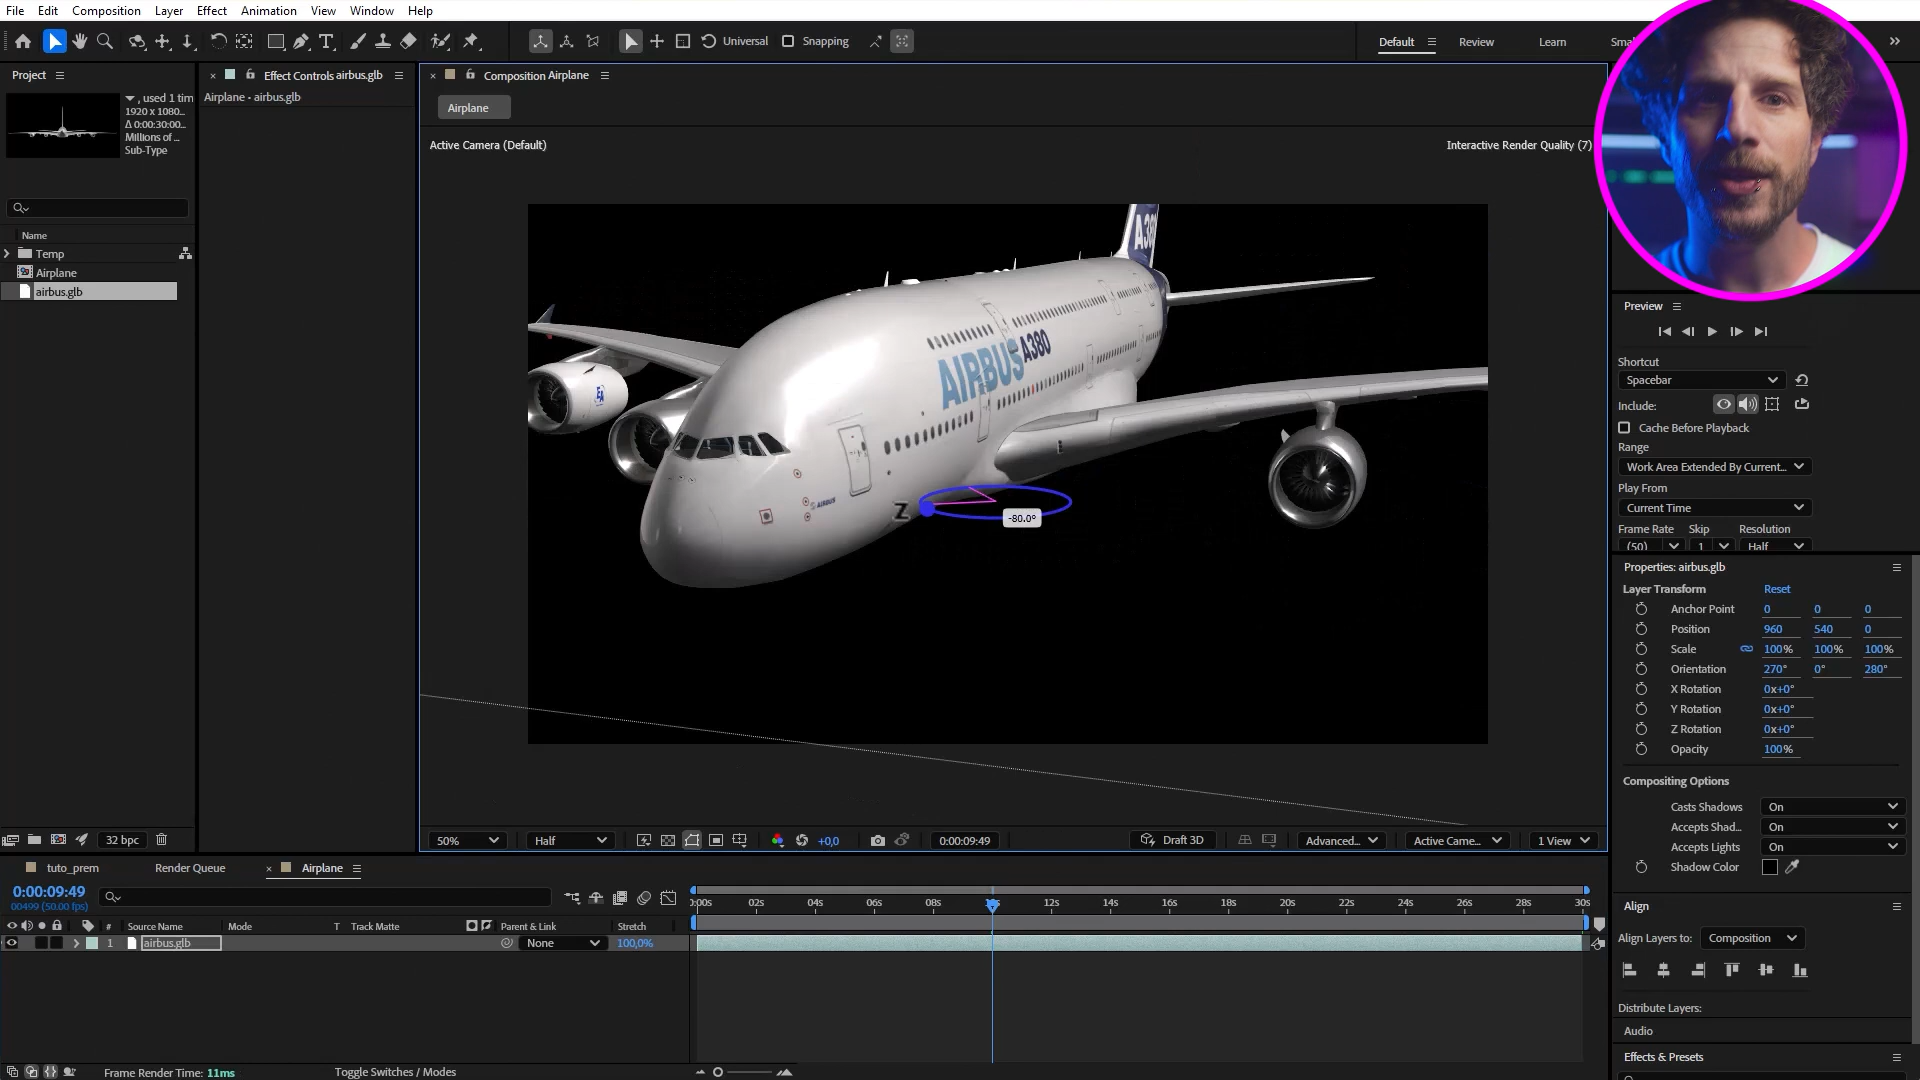 File Edit Composition Layer Effect Animation View Window Help
Universal Snapping Default Review Learn
Project
, used 1 tim
1920 x 1080...
Δ 0:00:30:00...
Millions of ...
Sub-Type
Name
Temp
Airplane
airbus.glb
32 bpc
Effect Controls airbus.glb
Airplane - airbus.glb
Composition Airplane
Airplane
Active Camera (Default)
Interactive Render Quality (7)
A380
AIRBUS A380
AIRBUS
Z
-80.0°
50% Half +0,0 0:00:09:49 Draft 3D Advanced... Active Came... 1 View
Preview
Shortcut
Spacebar
Include:
Cache Before Playback
Range
Work Area Extended By Current...
Play From
Current Time
Frame Rate Skip Resolution
(50) 1 Half
Properties: airbus.glb
Layer Transform Reset
Anchor Point 0 0 0
Position 960 540 0
Scale 100% 100% 100%
Orientation 270° 0° 280°
X Rotation 0x+0°
Y Rotation 0x+0°
Z Rotation 0x+0°
Opacity 100%
Compositing Options
Casts Shadows On
Accepts Shad... On
Accepts Lights On
Shadow Color
Align
Align Layers to: Composition
Distribute Layers:
Audio
Effects & Presets
tuto_prem Render Queue Airplane
0:00:09:49
00499 (50.00 fps)
# Source Name Mode T Track Matte Parent & Link Stretch
1 airbus.glb None 100,0%
02s 04s 06s 08s 12s 14s 16s 18s 20s 22s 24s 26s 28s 30s
Frame Render Time: 11ms Toggle Switches / Modes